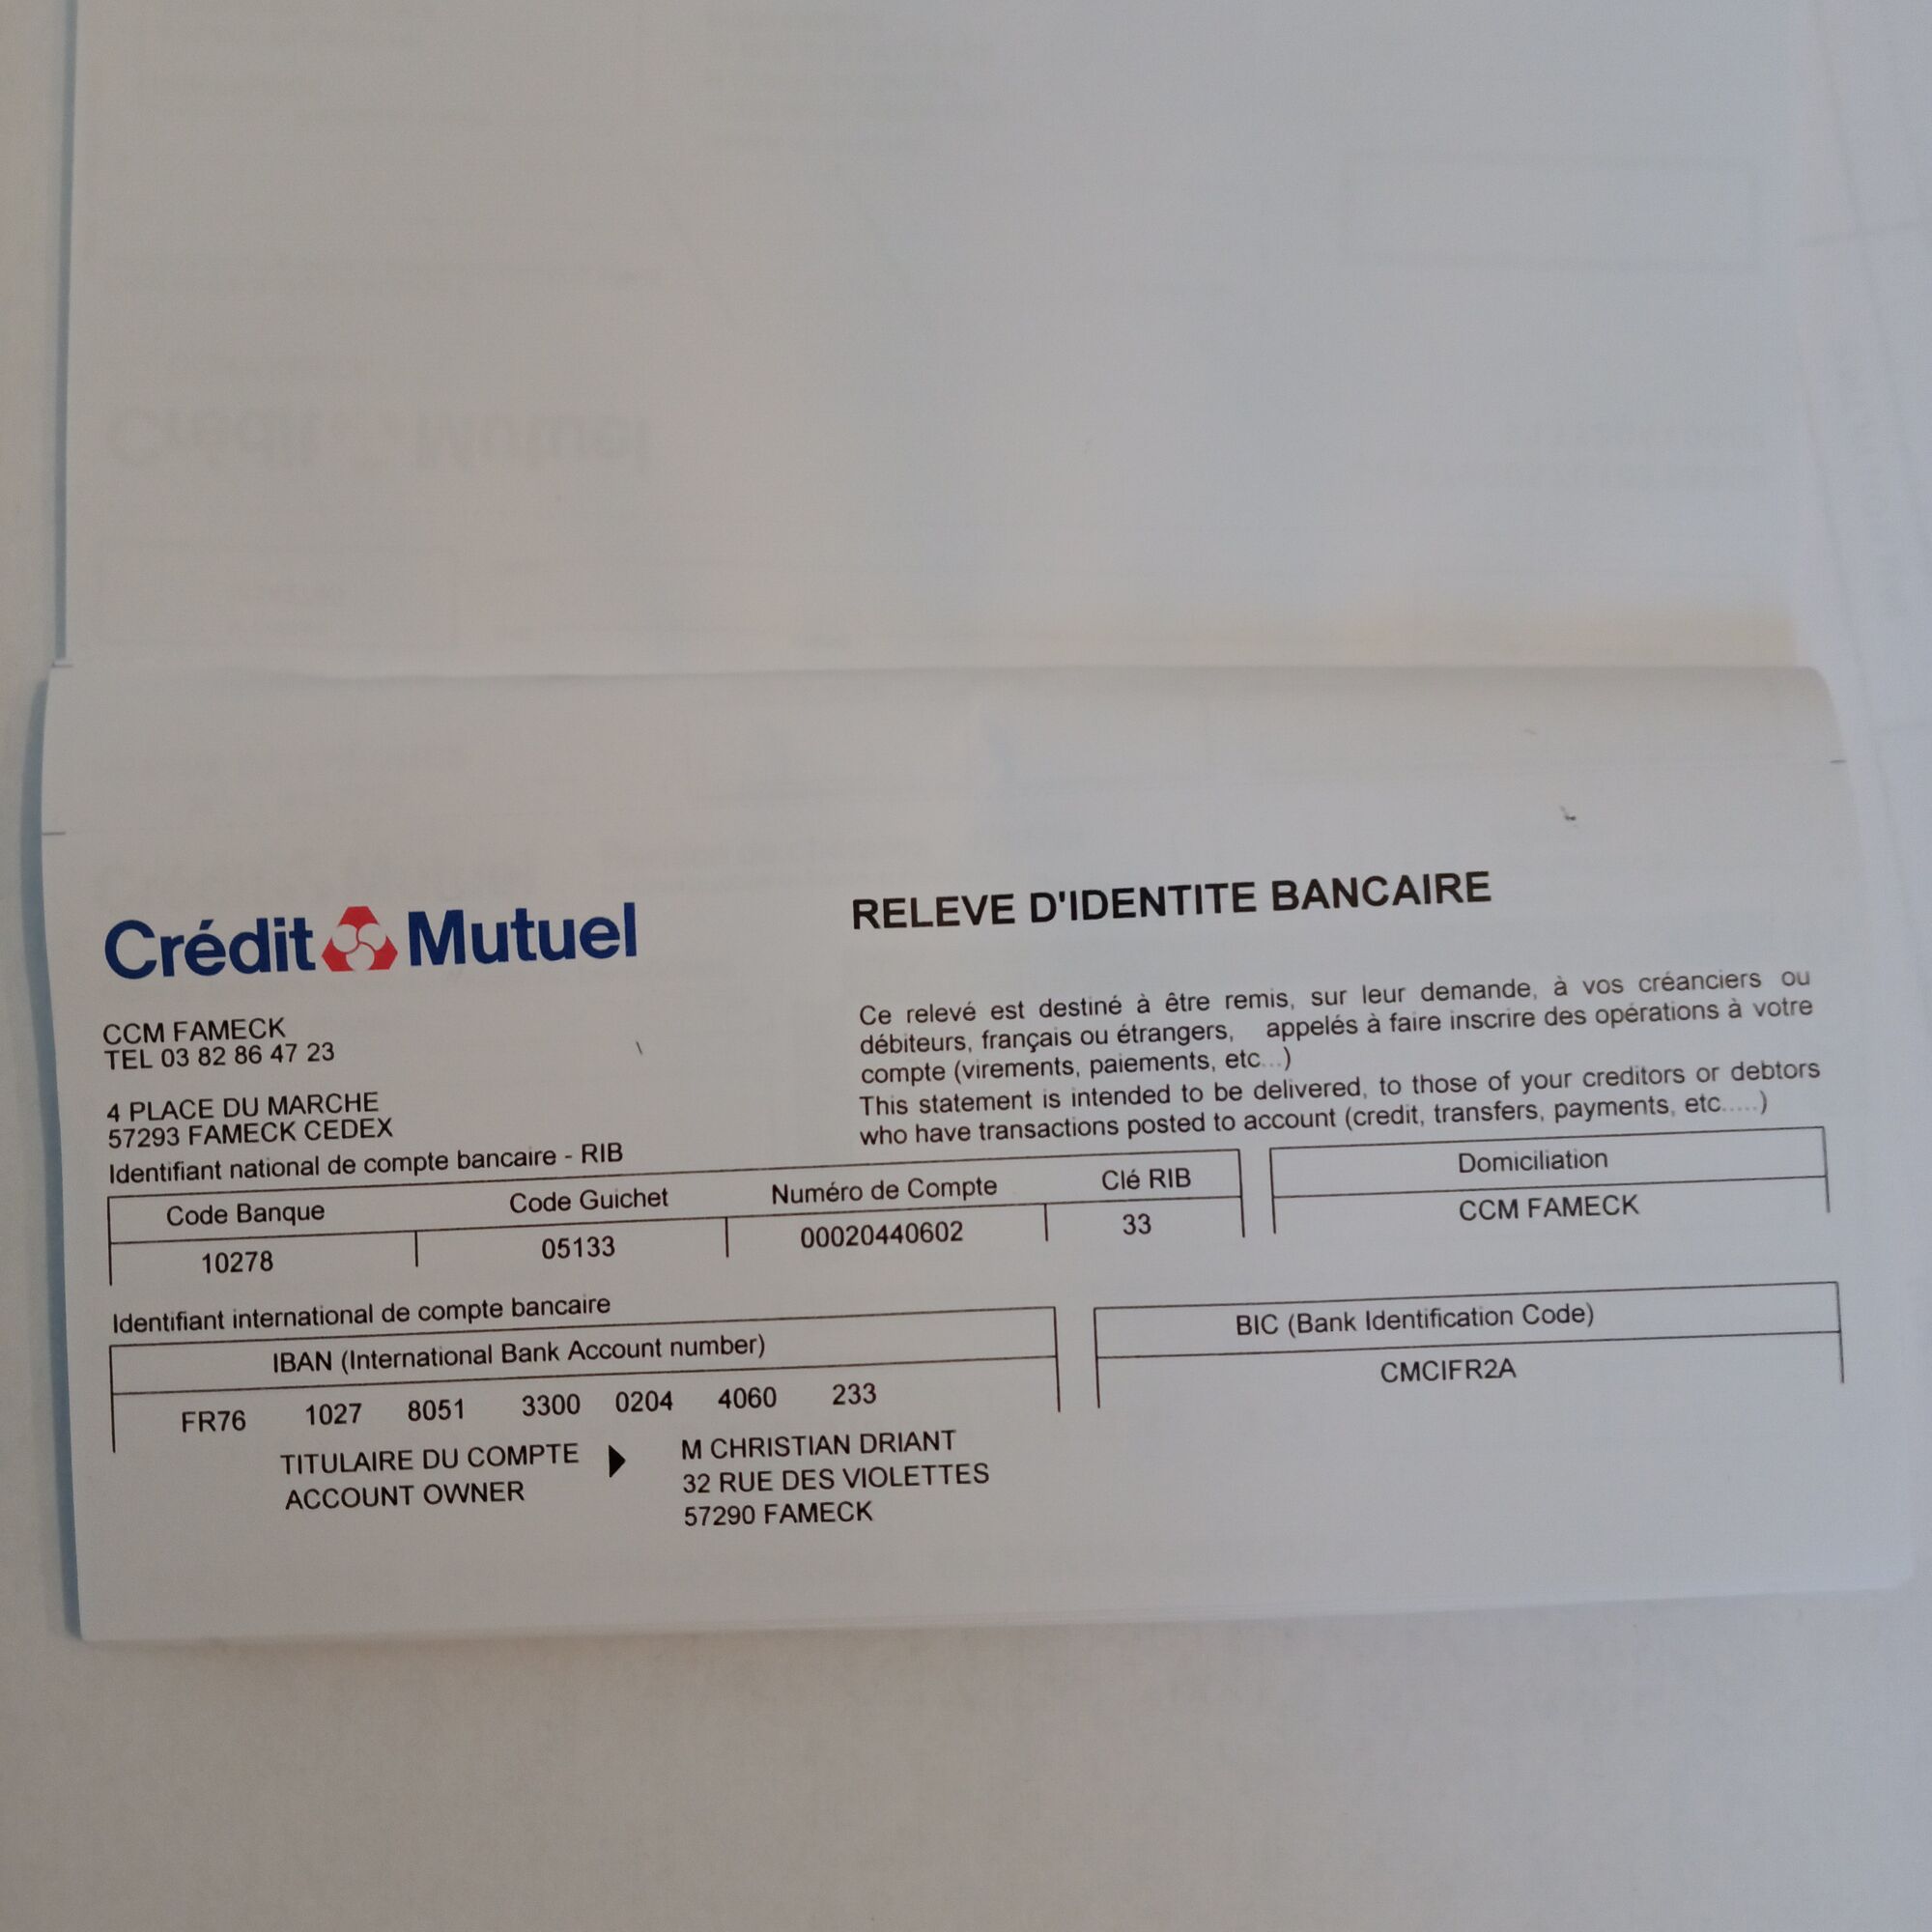 Crédit Mutuel
RELEVE D'IDENTITE BANCAIRE
CCM FAMECK
TEL 03 82 86 47 23
4 PLACE DU MARCHE
57293 FAMECK CEDEX
Ce relevé est destiné à être remis, sur leur demande, à vos créanciers ou
débiteurs, français ou étrangers, appelés à faire inscrire des opérations à votre
compte (virements, paiements, etc...)
This statement is intended to be delivered, to those of your creditors or debtors
who have transactions posted to account (credit, transfers, payments, etc.....)
Identifiant national de compte bancaire - RIB
Code Banque Code Guichet Numéro de Compte Clé RIB Domiciliation
10278 05133 00020440602 33 CCM FAMECK
Identifiant international de compte bancaire
IBAN (International Bank Account number) BIC (Bank Identification Code)
FR76 1027 8051 3300 0204 4060 233 CMCIFR2A
TITULAIRE DU COMPTE M CHRISTIAN DRIANT
ACCOUNT OWNER 32 RUE DES VIOLETTES
57290 FAMECK